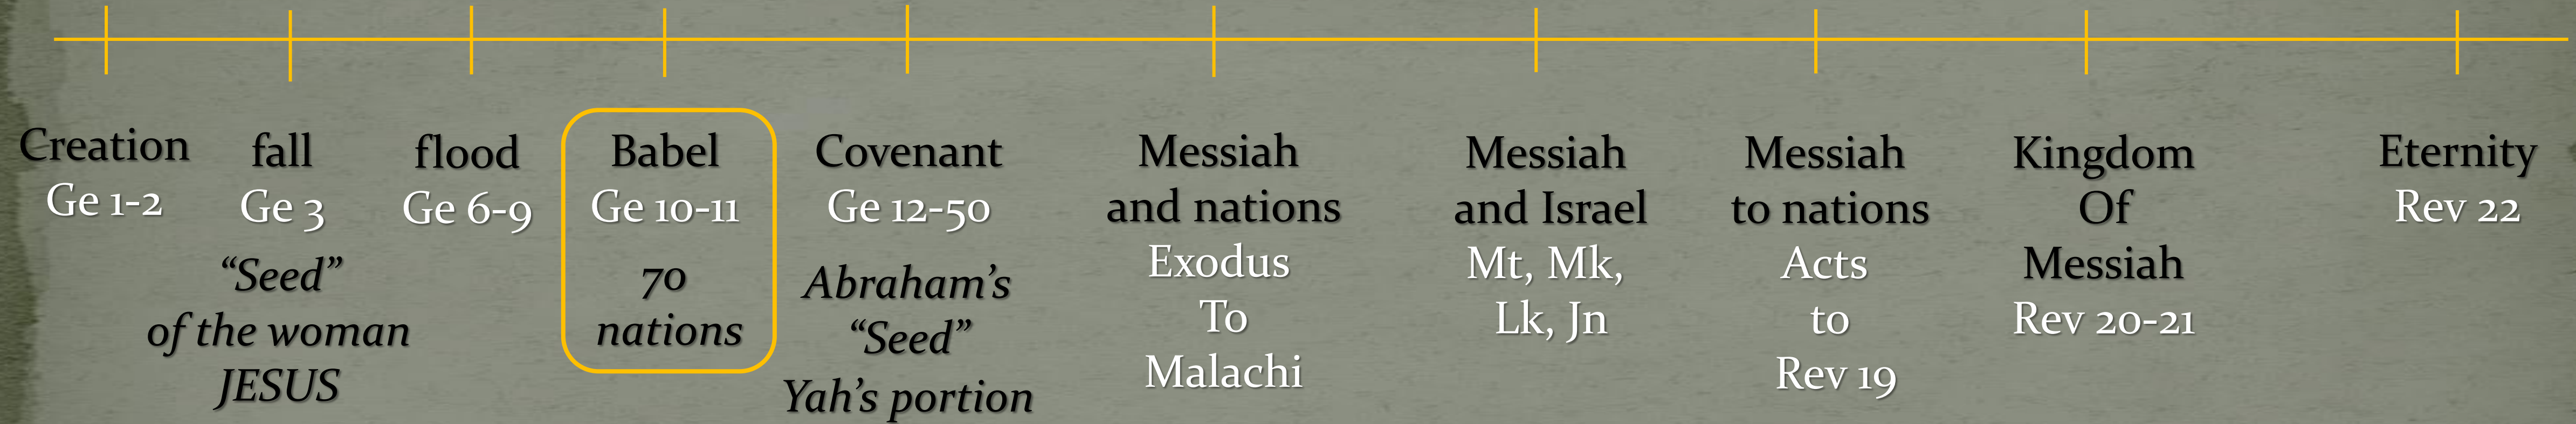 Creation
Ge 1-2
fall
Ge 3
“Seed”
of the woman
JESUS
flood
Ge 6-9
Babel
Ge 10-11
70
nations
Covenant
Ge 12-50
Abraham’s
“Seed”
Yah’s portion
Messiah
and nations
Exodus
To
Malachi
Messiah
and Israel
Mt, Mk,
Lk, Jn
Messiah
to nations
Acts
to
Rev 19
Kingdom
Of
Messiah
Rev 20-21
Eternity
Rev 22